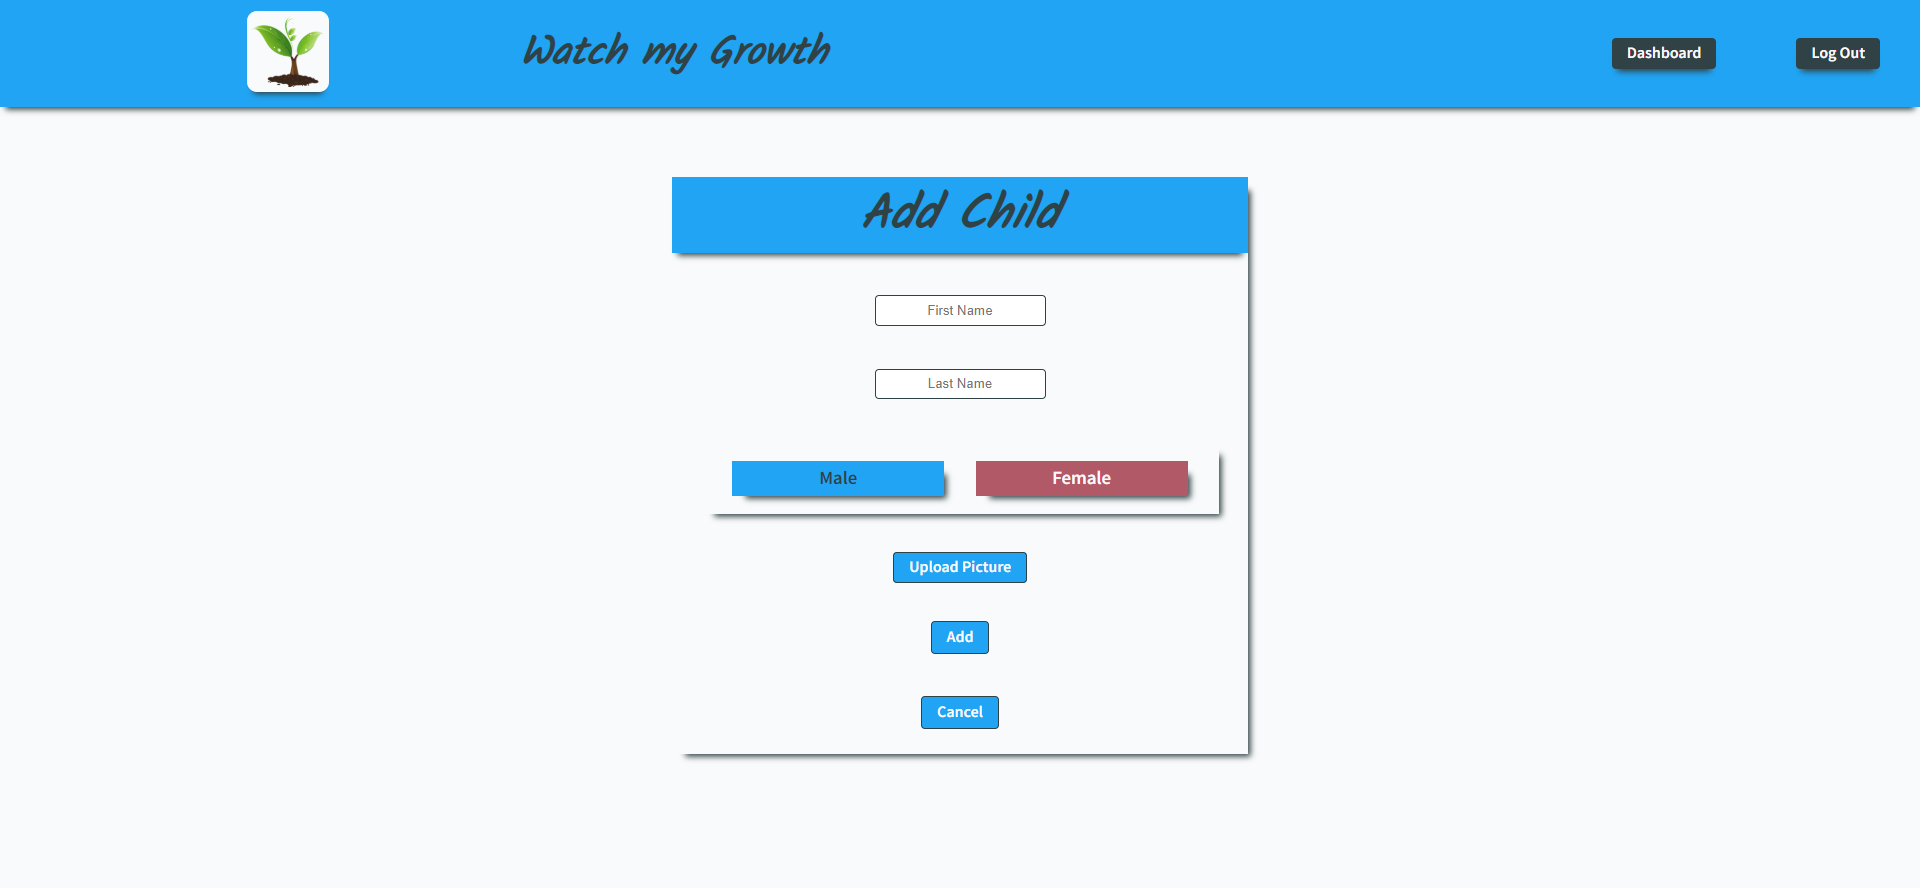 Watch my Growth
Dashboard
Log Out
Add Child
First Name
Last Name
Male
Female
Upload Picture
Add
Cancel